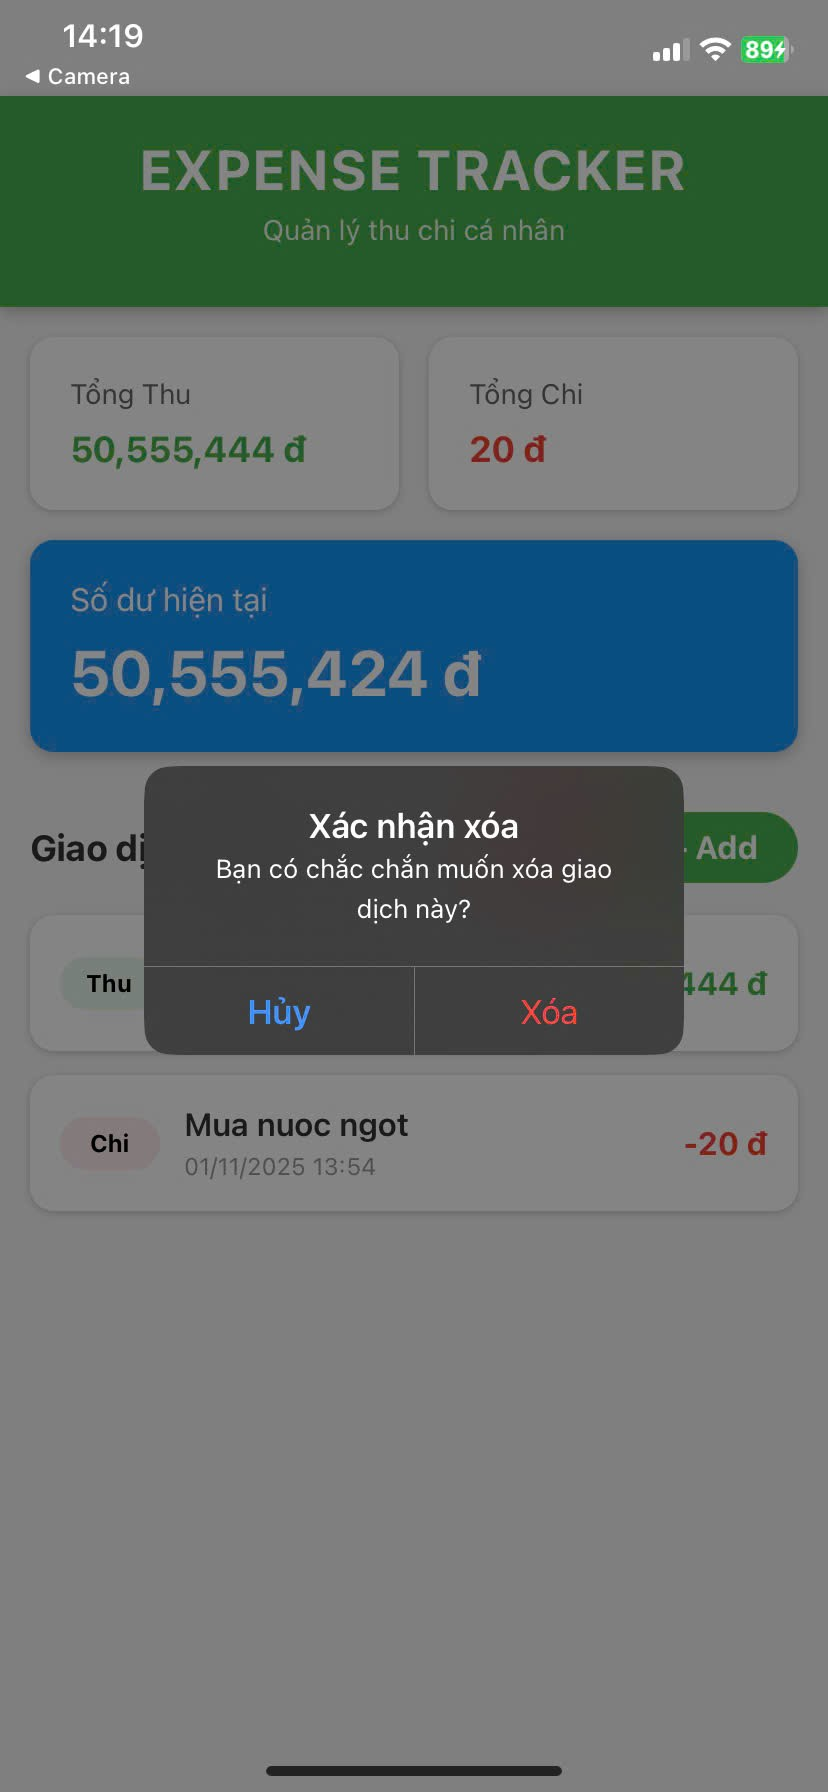 14:19
Camera
89
EXPENSE TRACKER
Quản lý thu chi cá nhân
Tổng Thu
Tổng Chi
50,555,444 đ
20 đ
Số dư hiện tại
50,555,424 đ
Xác nhận xóa
Bạn có chắc chắn muốn xóa giao
dịch này?
Hủy
Xóa
Giao
Add
Thu
444 đ
Mua nuoc ngot
Chi
-20 đ
01/11/2025 13:54